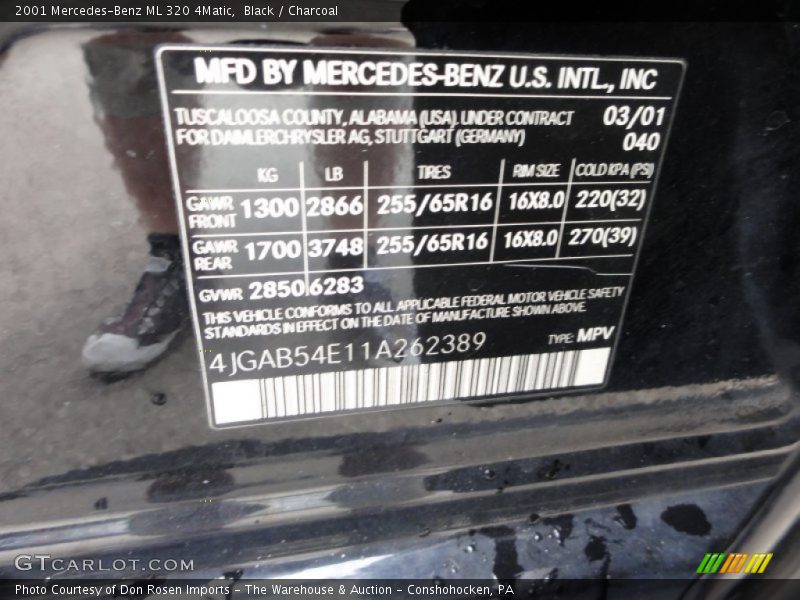 2001 Mercedes-Benz ML 320 4Matic, Black / Charcoal
MFD BY MERCEDES-BENZ U.S. INTL., INC
TUSCALOOSA COUNTY, ALABAMA (USA). UNDER CONTRACT 03/01
FOR DAIMLERCHRYSLER AG, STUTTGART (GERMANY) 040
KG LB TIRES RIM SIZE COLD KPA (PSI)
GAWR FRONT 1300 2866 255/65R16 16X8.0 220(32)
GAWR REAR 1700 3748 255/65R16 16X8.0 270(39)
GVWR 2850 6283
THIS VEHICLE CONFORMS TO ALL APPLICABLE FEDERAL MOTOR VEHICLE SAFETY
STANDARDS IN EFFECT ON THE DATE OF MANUFACTURE SHOWN ABOVE.
4JGAB54E11A262389 TYPE: MPV
GTCARLOT.COM
Photo Courtesy of Don Rosen Imports - The Warehouse & Auction - Conshohocken, PA